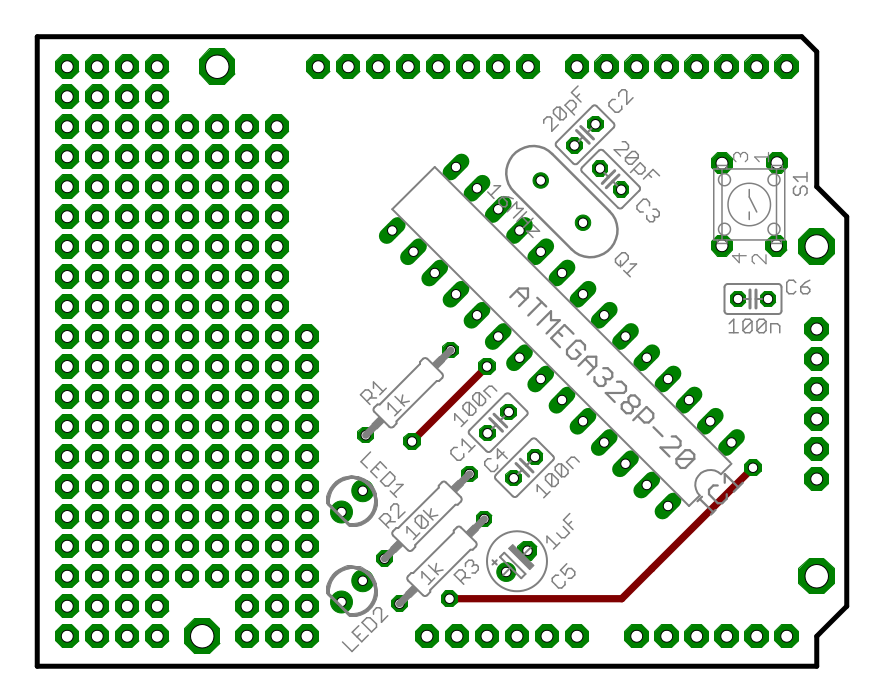 20pF
C2
20pF
C3
16MHz
Q1
3
1
S1
4
2
C6
100n
ATMEGA328P-20
IC1
R1
1k
100n
C1
C4
100n
LED1
R2
10k
1k
R3
1uF
+
C5
LED2